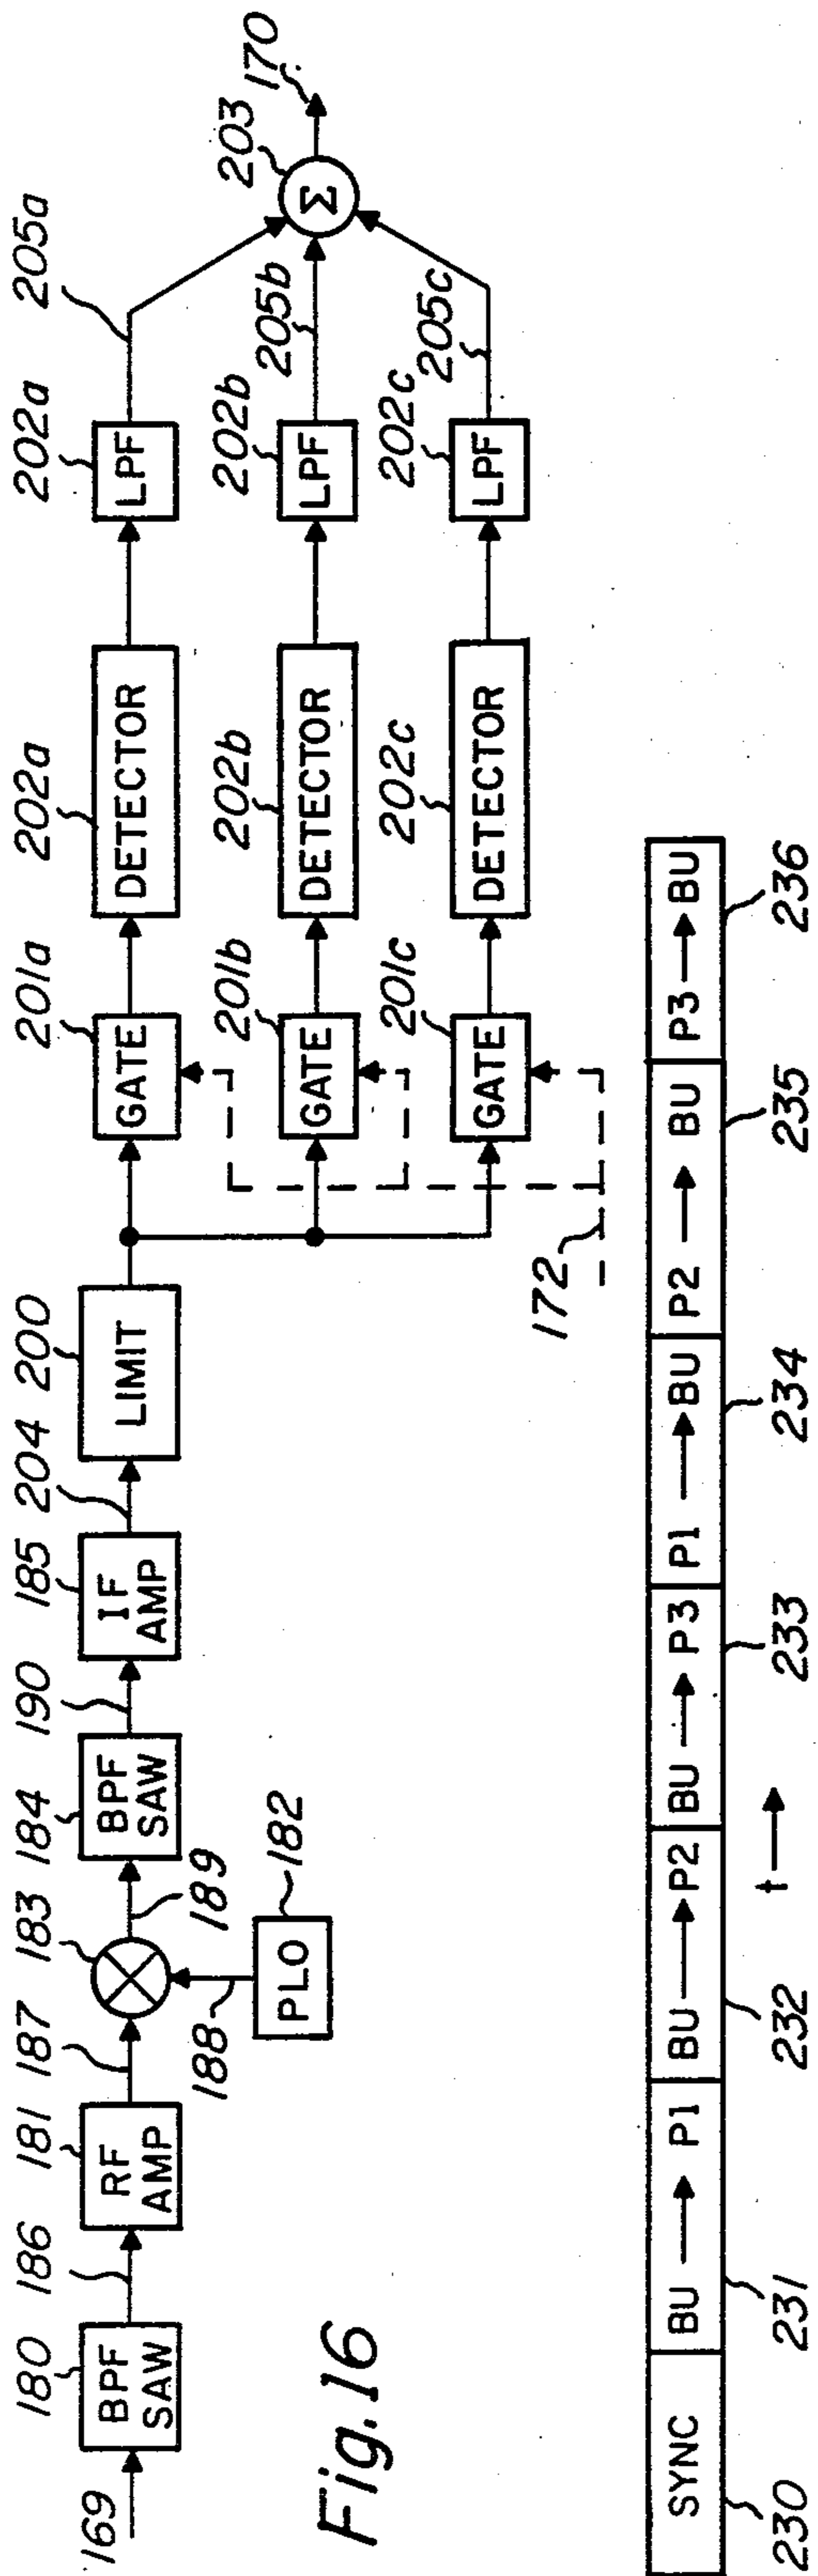 180 186 181 187 183 184 190 185 204 200 201a 202a 202a 205a
169
BPF SAW
RF AMP
BPF SAW
IF AMP
LIMIT
GATE
DETECTOR
LPF
188
189
PLO
182
203
Σ
170
201b
GATE
202b
DETECTOR
202b
LPF
205b
201c
GATE
202c
DETECTOR
202c
LPF
205c
172
Fig. 16
SYNC
BU → P1
BU → P2
BU → P3
P1 → BU
P2 → BU
P3 → BU
230 231 232 233 234 235 236
t →